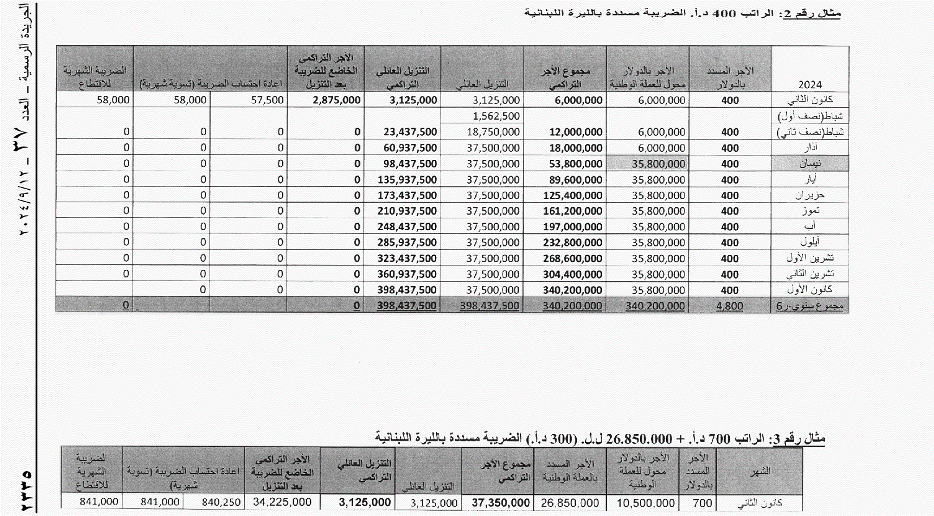 الجريدة الرسمية – العدد ٣٧ – ٢٠٢٤/٩/١٢
٢٣٣٥
مثال رقم 2: الراتب 400 د.أ. الضريبة مسددة بالليرة اللبنانية
2024 الأجر المسدد بالدولار الأجر بالدولار محول للعملة الوطنية مجموع الأجر التراكمي التنزيل العائلي التنزيل العائلي التراكمي الأجر التراكمي الخاضع للضريبة بعد التنزيل اعادة احتساب الضريبة (تسوية شهرية) الضريبة الشهرية للاقتطاع
كانون الثاني 400 6,000,000 6,000,000 3,125,000 3,125,000 2,875,000 57,500 58,000 58,000
شباط(نصف أول) 1,562,500
شباط(نصف ثاني) 400 6,000,000 12,000,000 18,750,000 23,437,500 0 0 0 0
آذار 400 6,000,000 18,000,000 37,500,000 60,937,500 0 0 0 0
نيسان 400 35,800,000 53,800,000 37,500,000 98,437,500 0 0 0 0
أيار 400 35,800,000 89,600,000 37,500,000 135,937,500 0 0 0 0
حزيران 400 35,800,000 125,400,000 37,500,000 173,437,500 0 0 0 0
تموز 400 35,800,000 161,200,000 37,500,000 210,937,500 0 0 0 0
آب 400 35,800,000 197,000,000 37,500,000 248,437,500 0 0 0 0
أيلول 400 35,800,000 232,800,000 37,500,000 285,937,500 0 0 0 0
تشرين الأول 400 35,800,000 268,600,000 37,500,000 323,437,500 0 0 0 0
تشرين الثاني 400 35,800,000 304,400,000 37,500,000 360,937,500 0 0 0 0
كانون الأول 400 35,800,000 340,200,000 37,500,000 398,437,500 0 0 0 0
مجموع سنوي-ر6 4,800 340,200,000 340,200,000 398,437,500 398,437,500 0 0
مثال رقم 3: الراتب 700 د.أ. + 26.850.000 ل.ل. (300 د.أ.) الضريبة مسددة بالليرة اللبنانية
الشهر الأجر المسدد بالدولار الأجر بالدولار محول للعملة الوطنية الأجر المسدد بالعملة الوطنية مجموع الأجر التراكمي التنزيل العائلي التنزيل العائلي التراكمي الأجر التراكمي الخاضع للضريبة بعد التنزيل اعادة احتساب الضريبة (تسوية شهرية) الضريبة الشهرية للاقتطاع
كانون الثاني 700 10,500,000 26,850,000 37,350,000 3,125,000 3,125,000 34,225,000 840,250 841,000 841,000